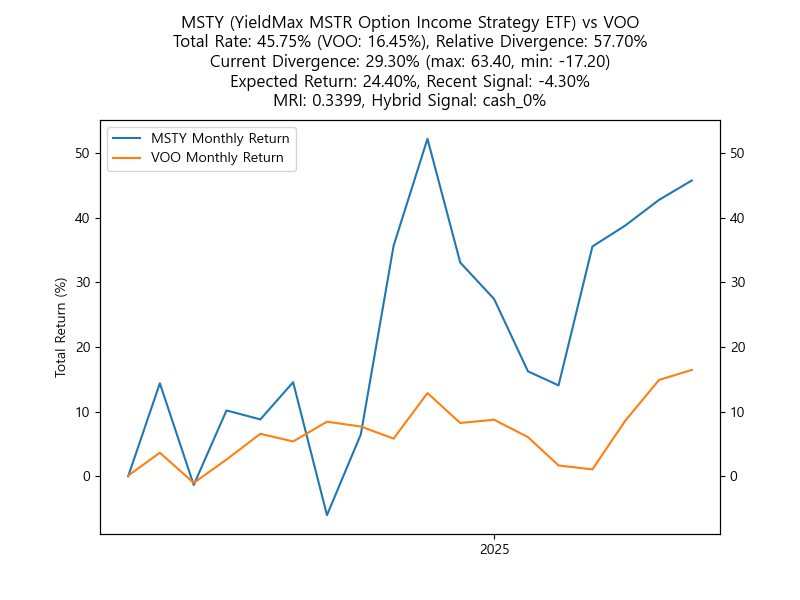 MSTY (YieldMax MSTR Option Income Strategy ETF) vs VOO
Total Rate: 45.75% (VOO: 16.45%), Relative Divergence: 57.70%
Current Divergence: 29.30% (max: 63.40, min: -17.20)
Expected Return: 24.40%, Recent Signal: -4.30%
MRI: 0.3399, Hybrid Signal: cash_0%
MSTY Monthly Return
VOO Monthly Return
Total Return (%)
50
40
30
20
10
0
50
40
30
20
10
0
2025